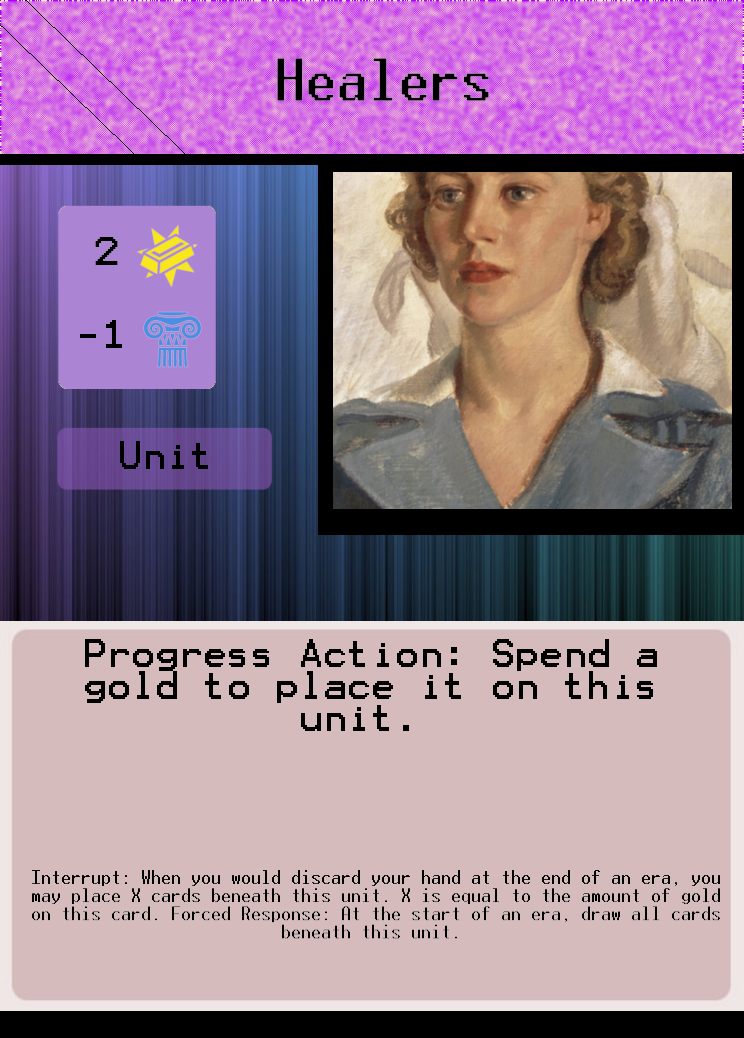 Healers
2
-1
Unit
Progress Action: Spend a
gold to place it on this
unit.
Interrupt: When you would discard your hand at the end of an era, you
may place X cards beneath this unit. X is equal to the amount of gold
on this card. Forced Response: At the start of an era, draw all cards
beneath this unit.